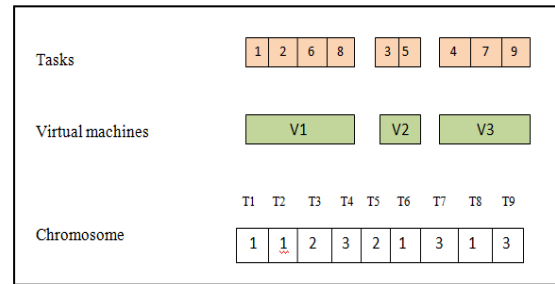 Tasks 1 2 6 8 3 5 4 7 9
Virtual machines V1 V2 V3
T1 T2 T3 T4 T5 T6 T7 T8 T9
Chromosome 1 1 2 3 2 1 3 1 3